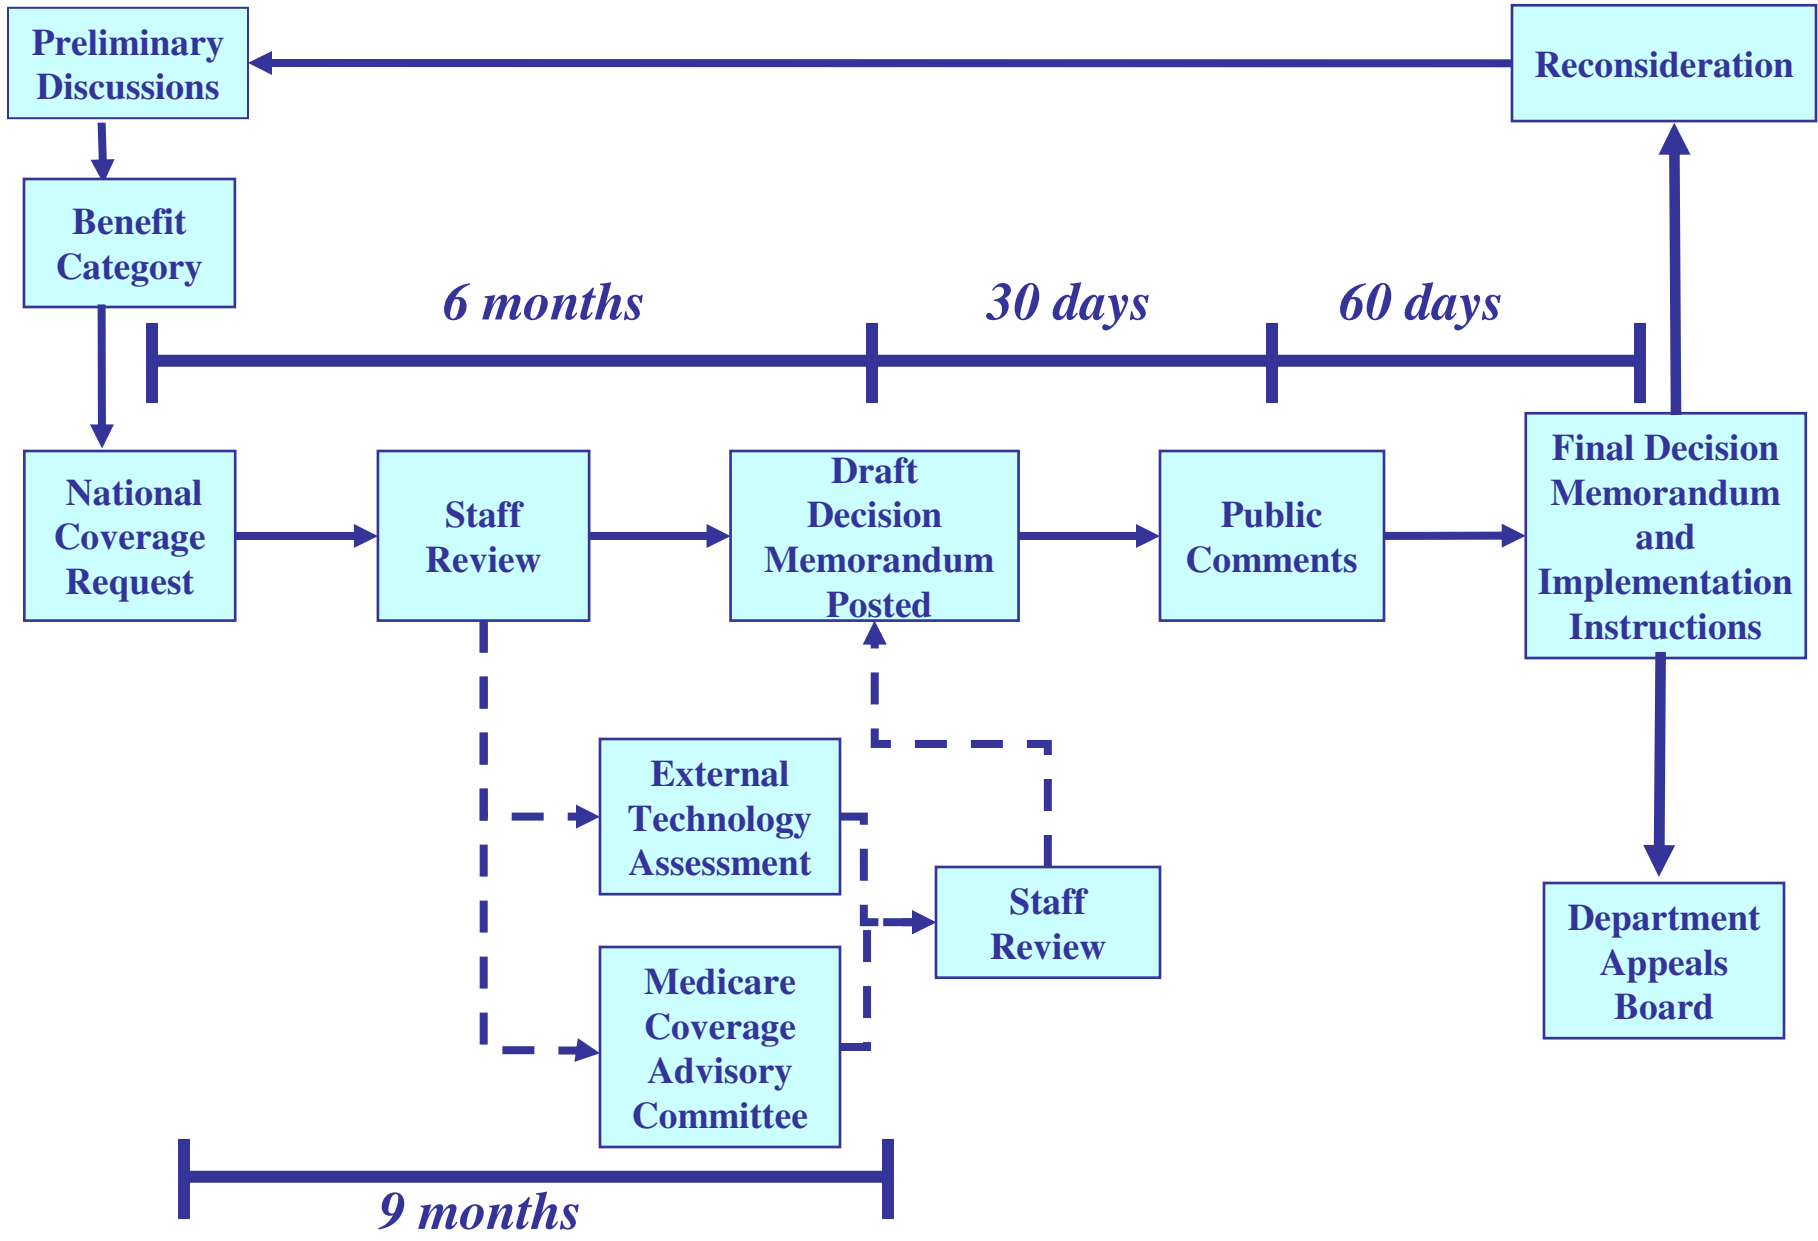 Preliminary
Discussions
Reconsideration
Benefit
Category
6 months
30 days
60 days
National
Coverage
Request
Staff
Review
Draft
Decision
Memorandum
Posted
Public
Comments
Final Decision
Memorandum
and
Implementation
Instructions
External
Technology
Assessment
Staff
Review
Medicare
Coverage
Advisory
Committee
Department
Appeals
Board
9 months